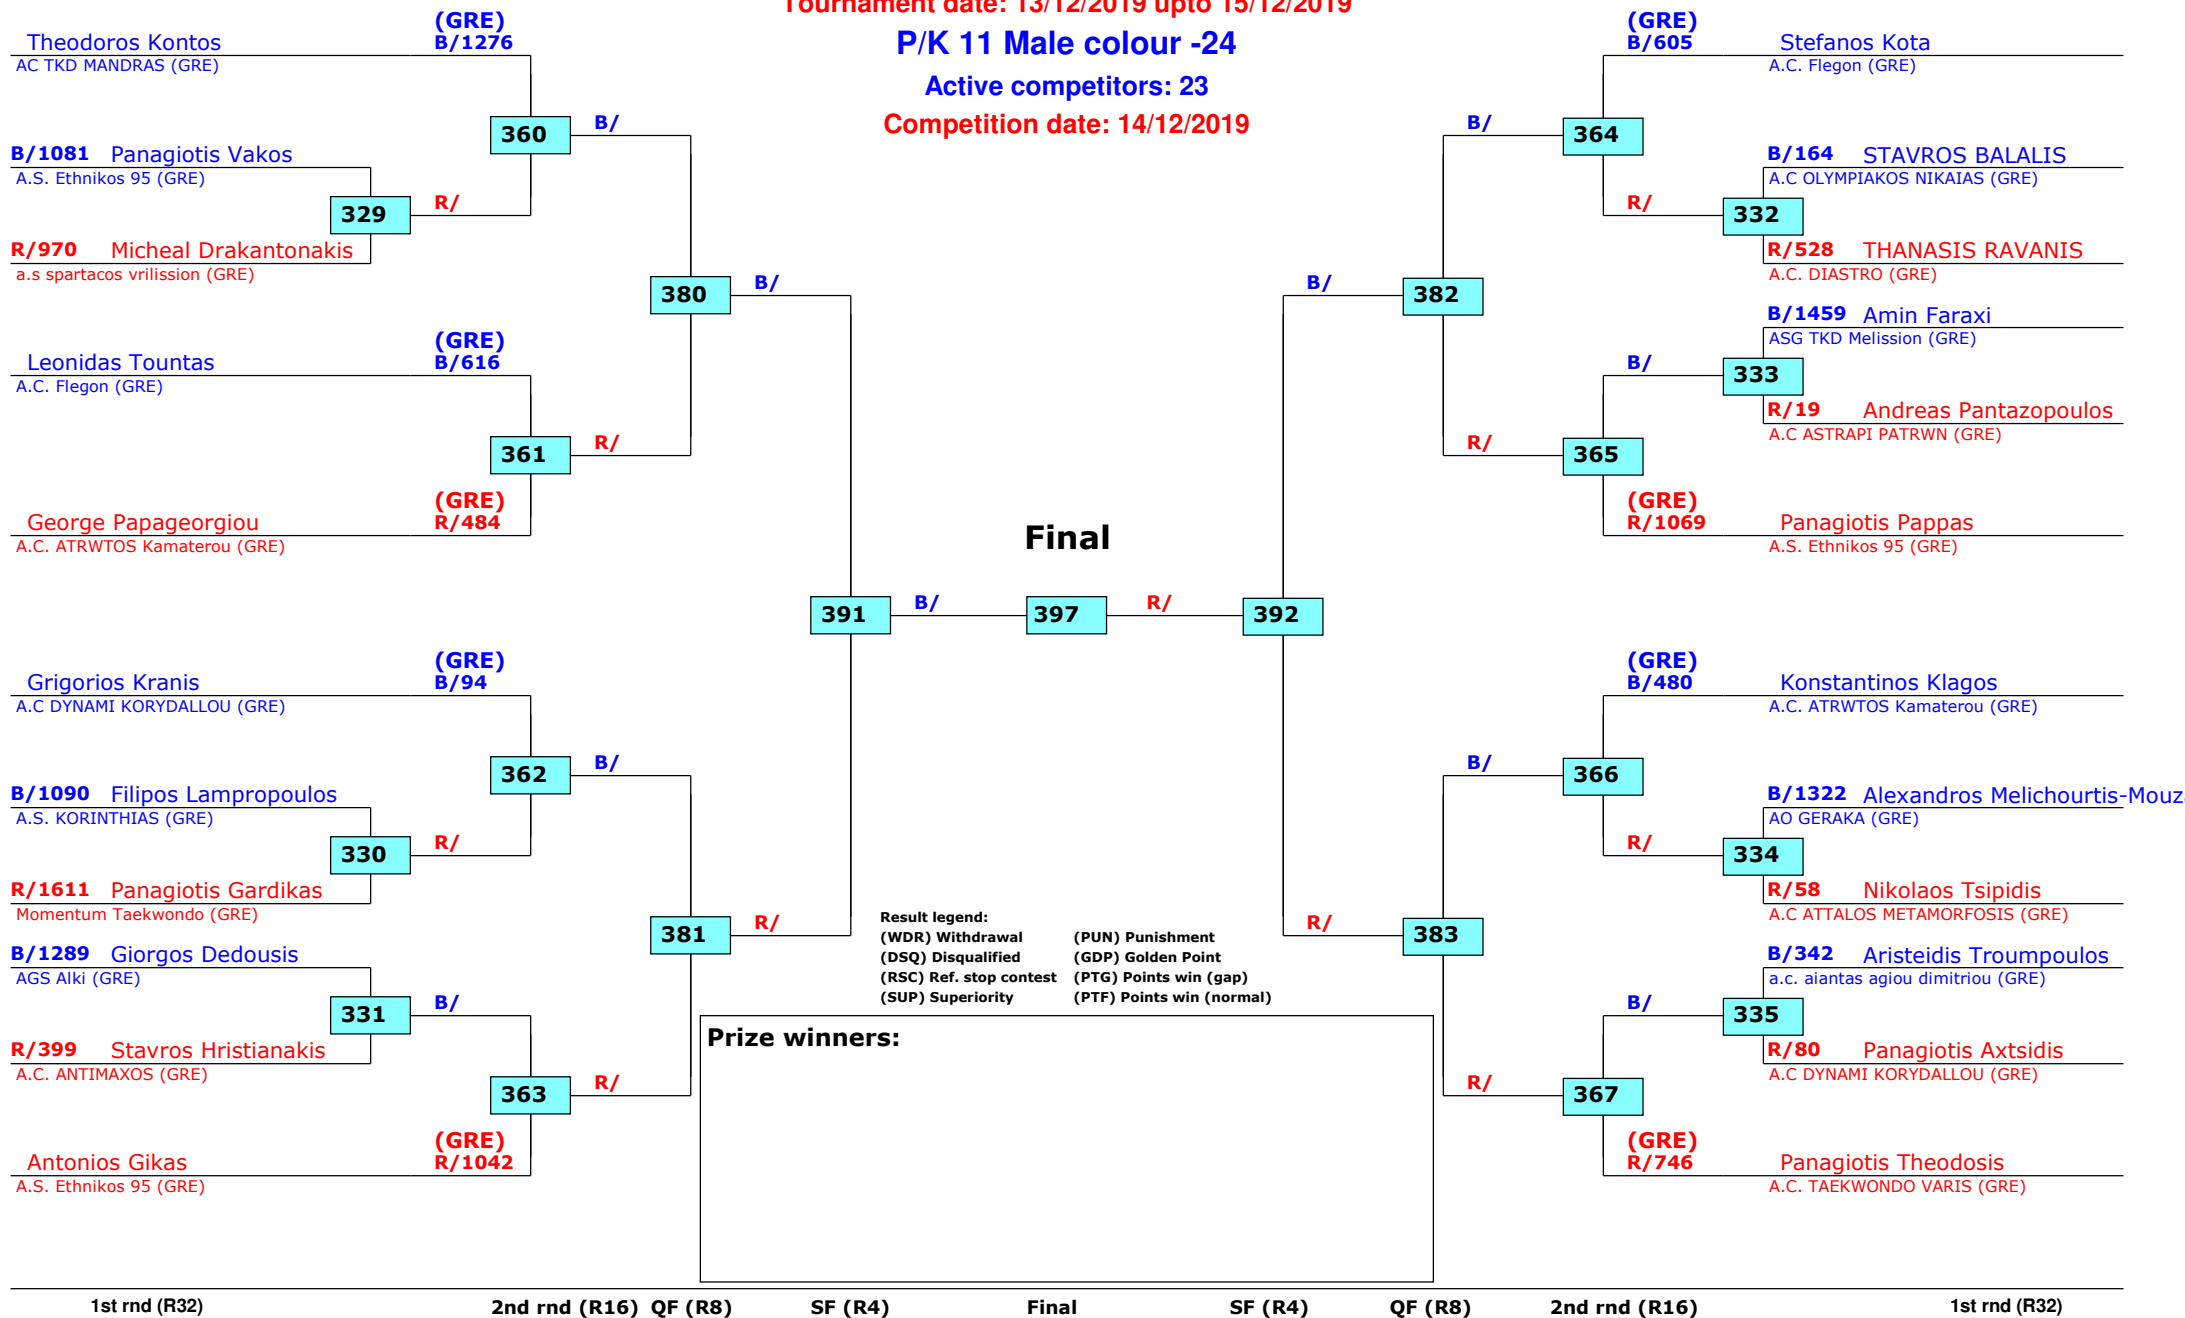 Tournament date: 13/12/2019 upto 15/12/2019
P/K 11 Male colour -24
Active competitors: 23
Competition date: 14/12/2019
(GRE)
Theodoros Kontos B/1276
AC TKD MANDRAS (GRE)
360 B/
B/1081 Panagiotis Vakos
A.S. Ethnikos 95 (GRE)
329 R/
R/970 Micheal Drakantonakis
a.s spartacos vrilission (GRE)
380 B/
(GRE)
Leonidas Tountas B/616
A.C. Flegon (GRE)
361 R/
(GRE)
George Papageorgiou R/484
A.C. ATRWTOS Kamaterou (GRE)
391 B/
(GRE)
Grigorios Kranis B/94
A.C DYNAMI KORYDALLOU (GRE)
362 B/
B/1090 Filipos Lampropoulos
A.S. KORINTHIAS (GRE)
330 R/
R/1611 Panagiotis Gardikas
Momentum Taekwondo (GRE)
381 R/
B/1289 Giorgos Dedousis
AGS Alki (GRE)
331 B/
R/399 Stavros Hristianakis
A.C. ANTIMAXOS (GRE)
363 R/
(GRE)
Antonios Gikas R/1042
A.S. Ethnikos 95 (GRE)
Final
397
(GRE)
B/605 Stefanos Kota
A.C. Flegon (GRE)
B/ 364
B/164 STAVROS BALALIS
A.C OLYMPIAKOS NIKAIAS (GRE)
R/ 332
R/528 THANASIS RAVANIS
A.C. DIASTRO (GRE)
B/ 382
B/1459 Amin Faraxi
ASG TKD Melission (GRE)
B/ 333
R/19 Andreas Pantazopoulos
A.C ASTRAPI PATRWN (GRE)
R/ 365
(GRE)
R/1069 Panagiotis Pappas
A.S. Ethnikos 95 (GRE)
R/ 392
(GRE)
B/480 Konstantinos Klagos
A.C. ATRWTOS Kamaterou (GRE)
B/ 366
B/1322 Alexandros Melichourtis-Mouz
AO GERAKA (GRE)
R/ 334
R/58 Nikolaos Tsipidis
A.C ATTALOS METAMORFOSIS (GRE)
R/ 383
B/342 Aristeidis Troumpoulos
a.c. aiantas agiou dimitriou (GRE)
B/ 335
R/80 Panagiotis Axtsidis
A.C DYNAMI KORYDALLOU (GRE)
R/ 367
(GRE)
R/746 Panagiotis Theodosis
A.C. TAEKWONDO VARIS (GRE)
Result legend:
(WDR) Withdrawal (PUN) Punishment
(DSQ) Disqualified (GDP) Golden Point
(RSC) Ref. stop contest (PTG) Points win (gap)
(SUP) Superiority (PTF) Points win (normal)
Prize winners:
1st rnd (R32) 2nd rnd (R16) QF (R8) SF (R4) Final SF (R4) QF (R8) 2nd rnd (R16) 1st rnd (R32)